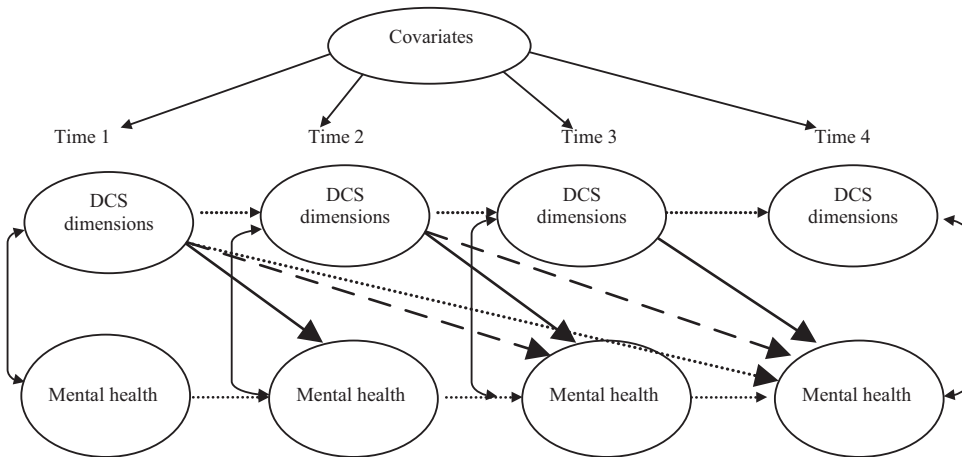 Covariates
Time 1
Time 2
Time 3
Time 4
DCS
dimensions
DCS
dimensions
DCS
dimensions
DCS
dimensions
Mental health
Mental health
Mental health
Mental health